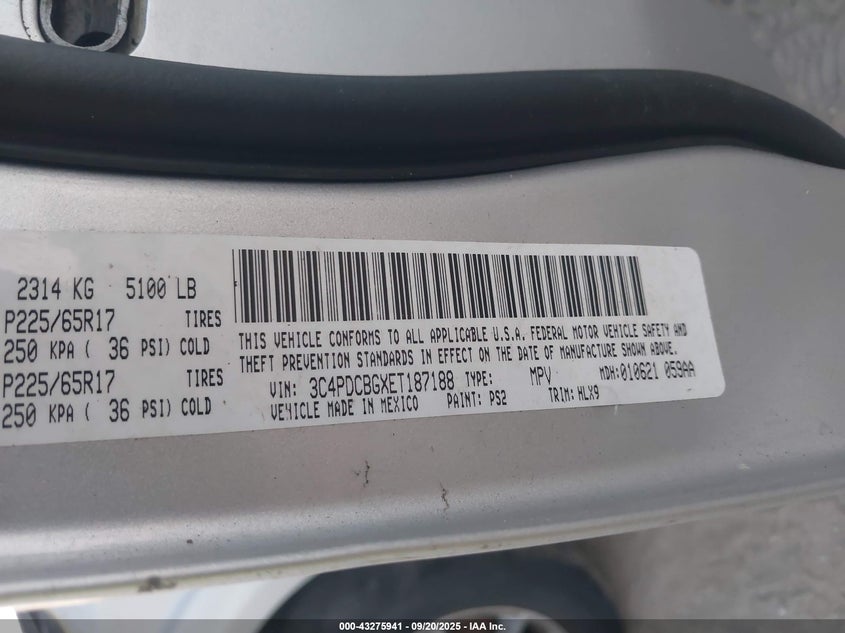 2314 KG 5100 LB
P225/65R17 TIRES
250 KPA ( 36 PSI) COLD
P225/65R17 TIRES
250 KPA ( 36 PSI) COLD
THIS VEHICLE CONFORMS TO ALL APPLICABLE U.S.A. FEDERAL MOTOR VEHICLE SAFETY AND
THEFT PREVENTION STANDARDS IN EFFECT ON THE DATE OF MANUFACTURE SHOWN ABOVE.
VIN: 3C4PDCBGXET187188 TYPE: MPV MDH:010621 059AA
VEHICLE MADE IN MEXICO PAINT: PS2 TRIM: HLX9
000-43275941 - 09/20/2025 - IAA Inc.